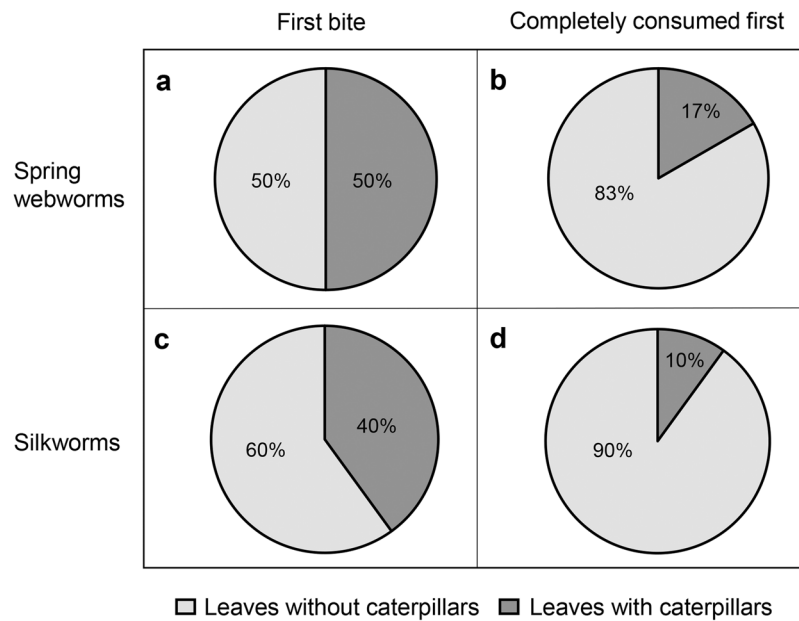 First bite
Completely consumed first
a
b
Spring
webworms
50%
50%
17%
83%
c
d
Silkworms
60%
40%
10%
90%
Leaves without caterpillars
Leaves with caterpillars